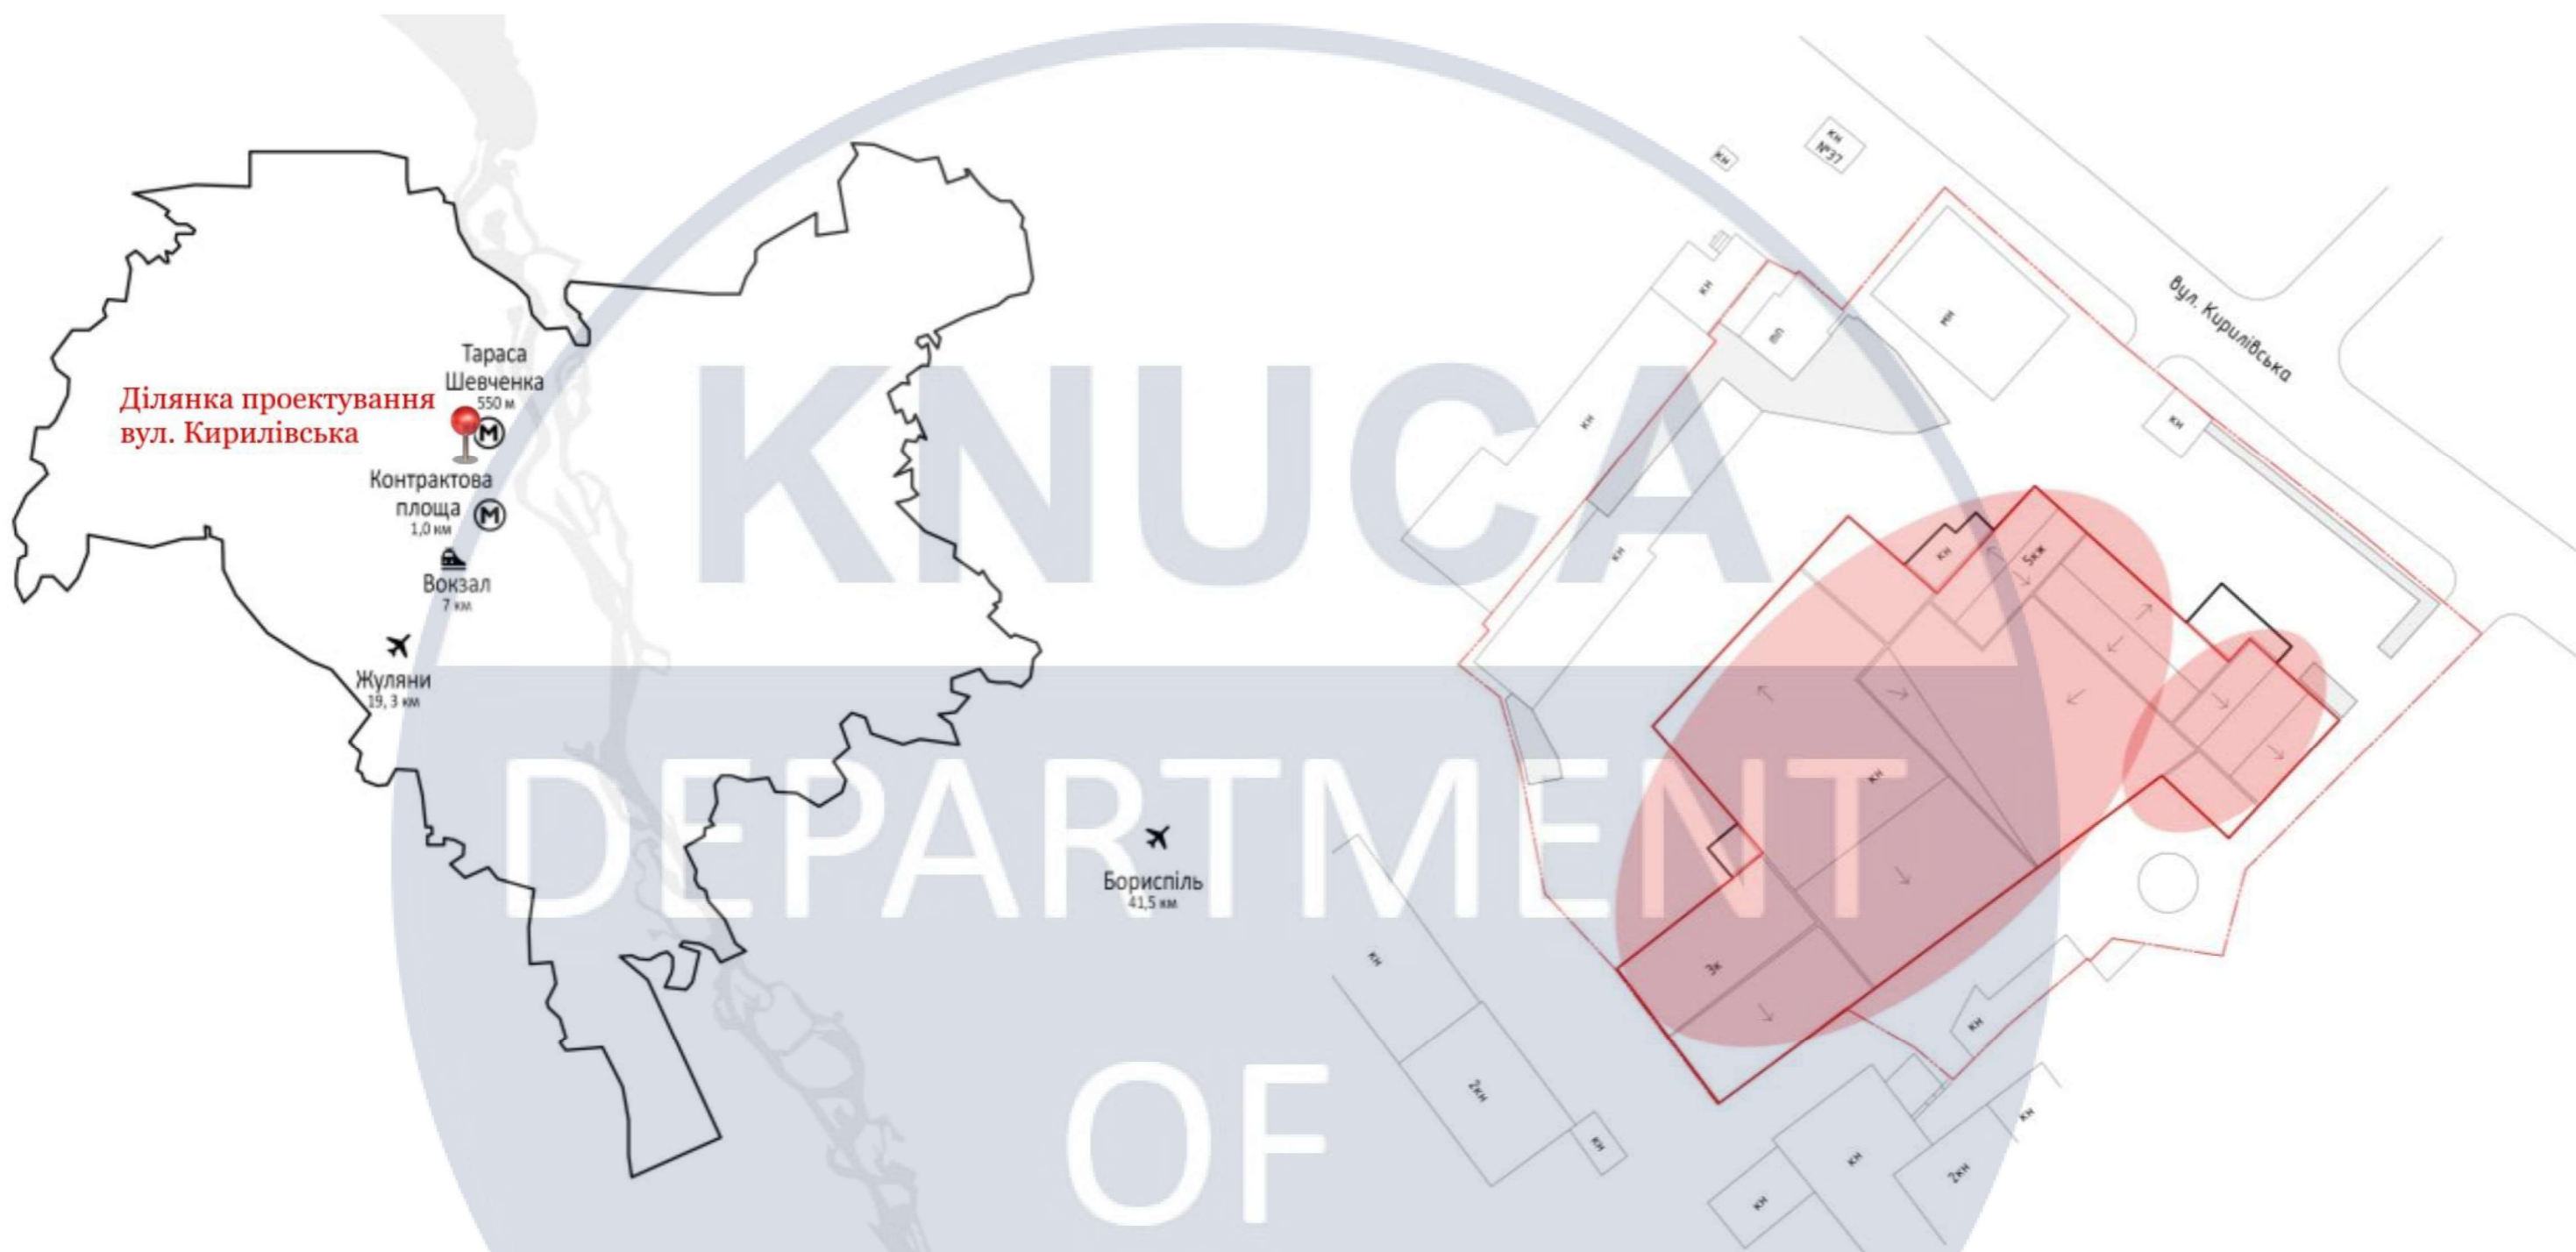 Тараса
Шевченка
550 м
Ділянка проектування
вул. Кирилівська
М
Контрактова
площа
1,0 км
М
Вокзал
7 км
Жуляни
19, 3 км
Бориспіль
41,5 км
KNUCA
DEPARTMENT
OF
кн
кн
№37
вул. Кирилівська
кн
тп
мн
кн
кн
кн
кн
5кж
кн
3к
кн
2кн
кн
кн
кн
кн
2кн
кн